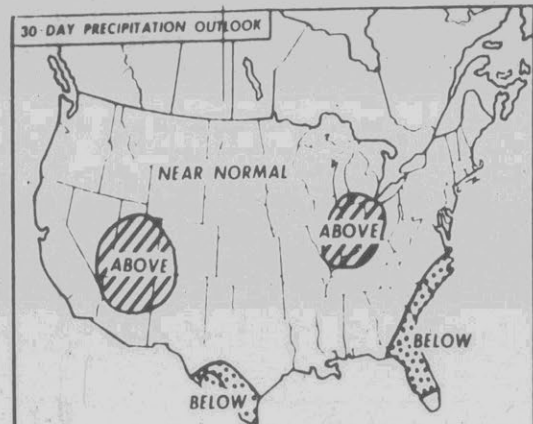 30-DAY PRECIPITATION OUTLOOK
NEAR NORMAL
ABOVE
ABOVE
BELOW
BELOW